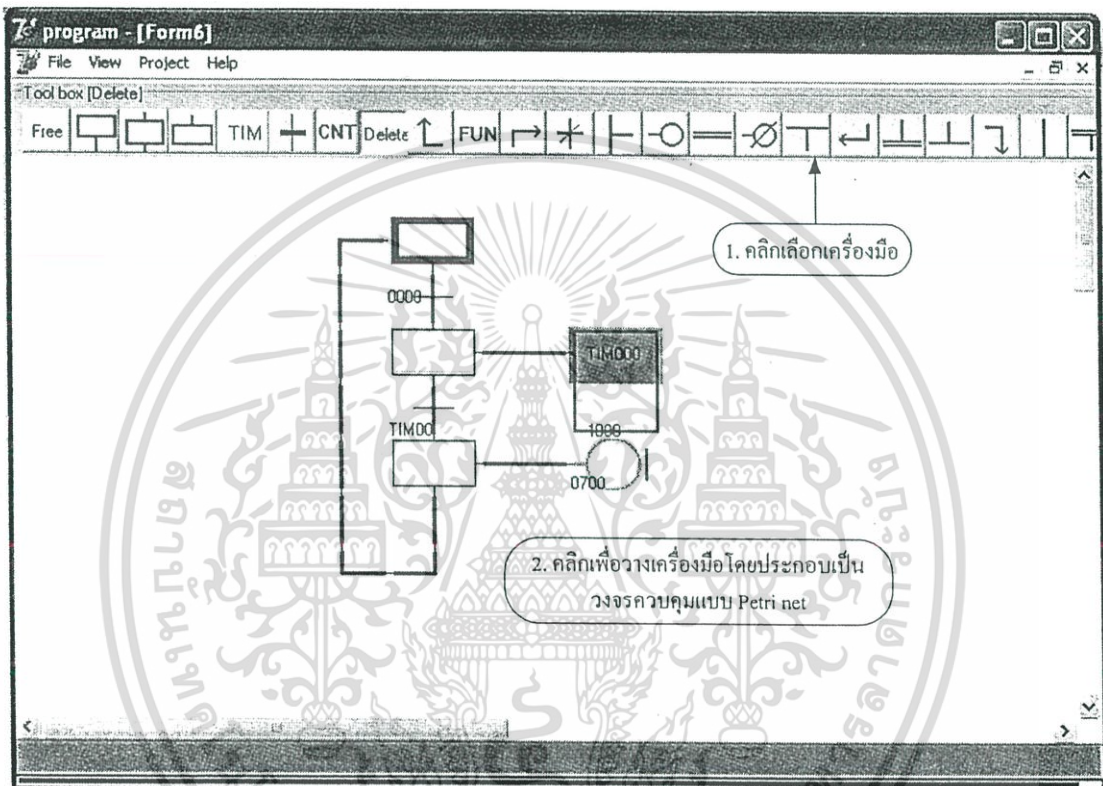 program - [Form6]
File View Project Help
Tool box [Delete]
Free TIM CNT Delete FUN
1. คลิกเลือกเครื่องมือ
0000
TIM000
TIM00
1000
0700
2. คลิกเพื่อวางเครื่องมือโดยประกอบเป็น
วงจรควบคุมแบบ Petri net